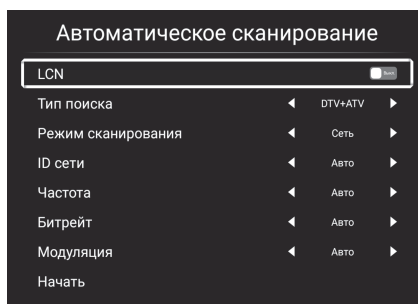 Автоматическое сканирование
LCN Выкл
Тип поиска DTV+ATV
Режим сканирования Сеть
ID сети Авто
Частота Авто
Битрейт Авто
Модуляция Авто
Начать